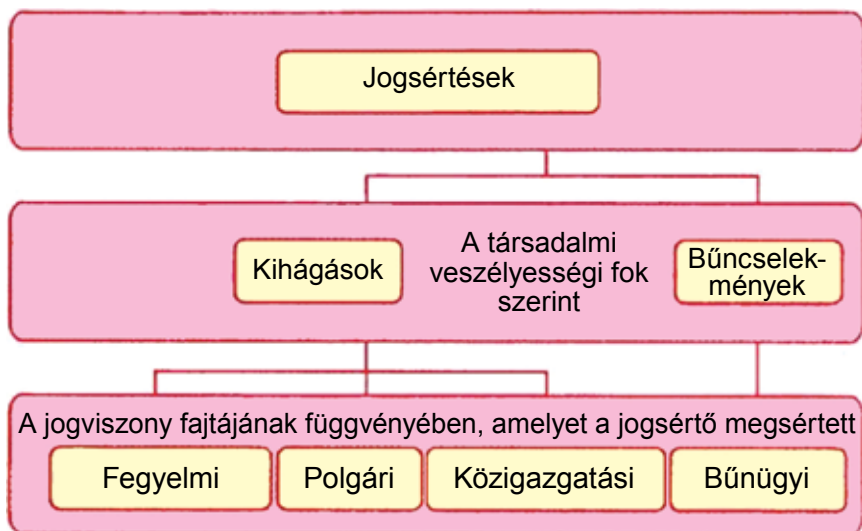 Jogsértések
Kihágások
A társadalmi
veszélyességi fok
szerint
Bűncselek-
mények
A jogviszony fajtájának függvényében, amelyet a jogsértő megsértett
Fegyelmi
Polgári
Közigazgatási
Bűnügyi